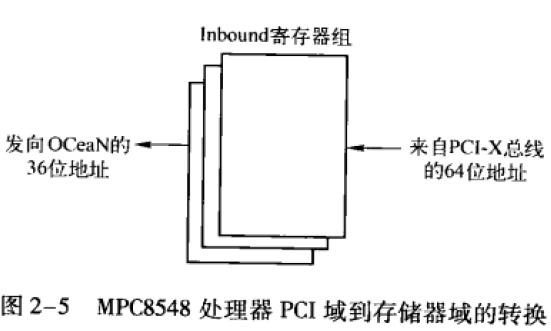 Inbound寄存器组
发向OCeaN的
36位地址
来自PCI-X总线
的64位地址
图 2-5 MPC8548 处理器 PCI 域到存储器域的转换